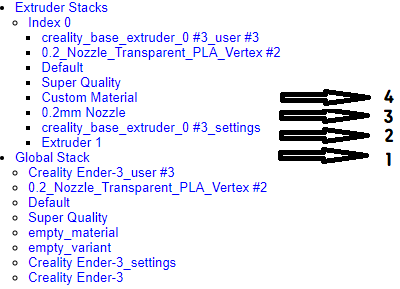 Extruder Stacks
Index 0
creality_base_extruder_0 #3_user #3
0.2_Nozzle_Transparent_PLA_Vertex #2
Default
Super Quality
Custom Material 4
0.2mm Nozzle 3
creality_base_extruder_0 #3_settings 2
Extruder 1
Global Stack 1
Creality Ender-3_user #3
0.2_Nozzle_Transparent_PLA_Vertex #2
Default
Super Quality
empty_material
empty_variant
Creality Ender-3_settings
Creality Ender-3